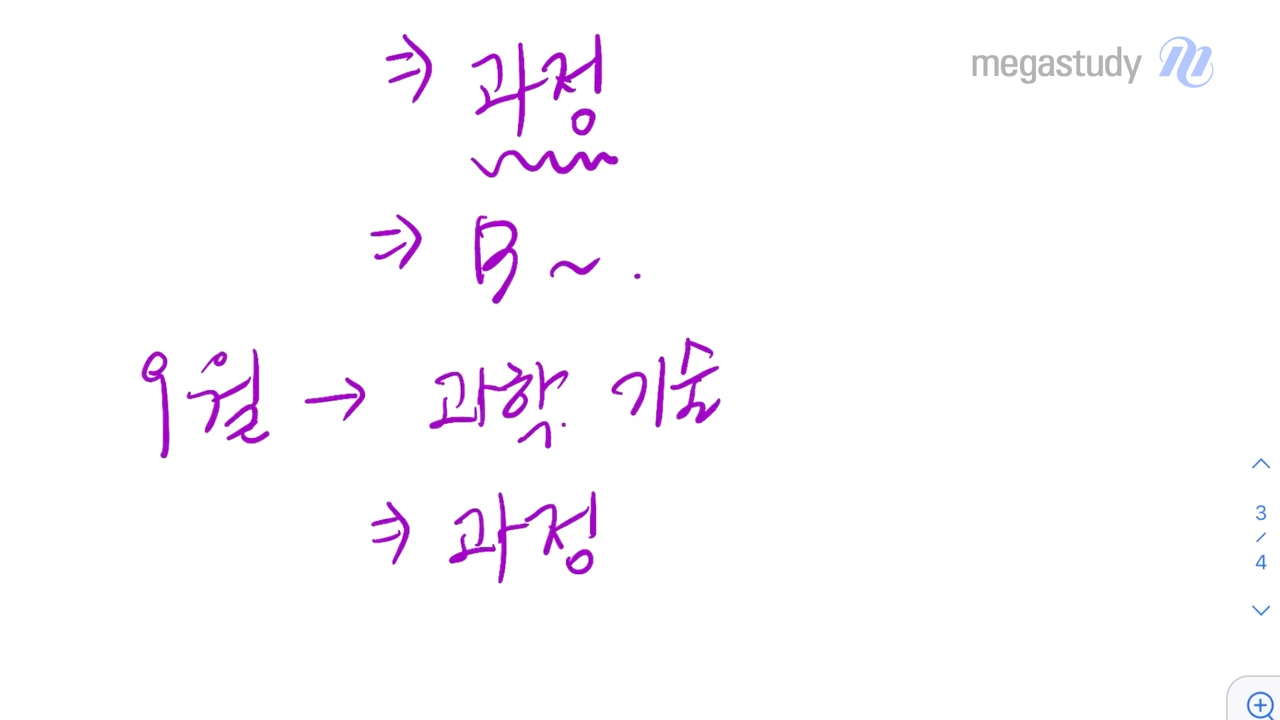 ⇒ 과정
megastudy
⇒ B ~ .
9월 → 과학 기술
⇒ 과정
3
/
4